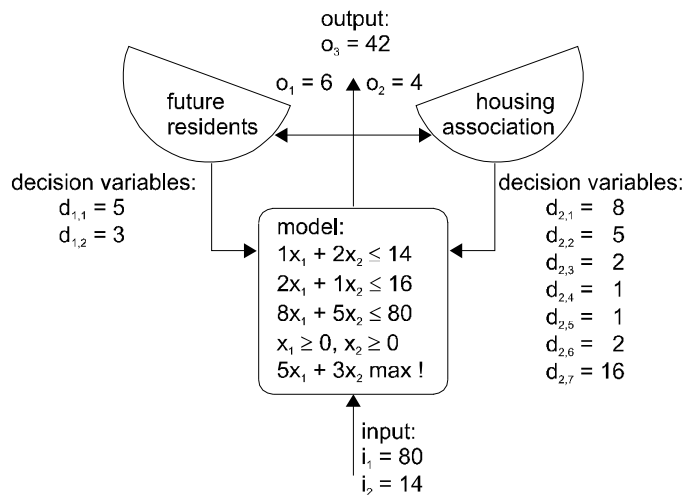 output:
o₃ = 42
o₁ = 6
o₂ = 4
future
residents
housing
association
decision variables:
d₁,₁ = 5
d₁,₂ = 3
decision variables:
d₂,₁ = 8
d₂,₂ = 5
d₂,₃ = 2
d₂,₄ = 1
d₂,₅ = 1
d₂,₆ = 2
d₂,₇ = 16
model:
1x₁ + 2x₂ ≤ 14
2x₁ + 1x₂ ≤ 16
8x₁ + 5x₂ ≤ 80
x₁ ≥ 0, x₂ ≥ 0
5x₁ + 3x₂ max !
input:
i₁ = 80
i₂ = 14